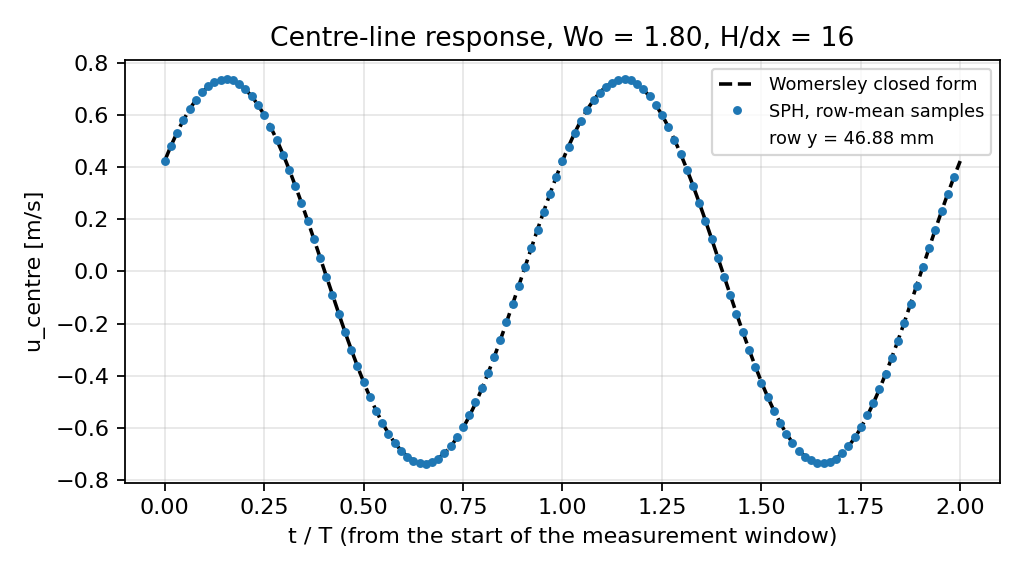 Centre-line response, Wo = 1.80, H/dx = 16
0.8
0.6
0.4
0.2
0.0
−0.2
−0.4
−0.6
−0.8
u_centre [m/s]
Womersley closed form
SPH, row-mean samples
row y = 46.88 mm
0.00 0.25 0.50 0.75 1.00 1.25 1.50 1.75 2.00
t / T (from the start of the measurement window)